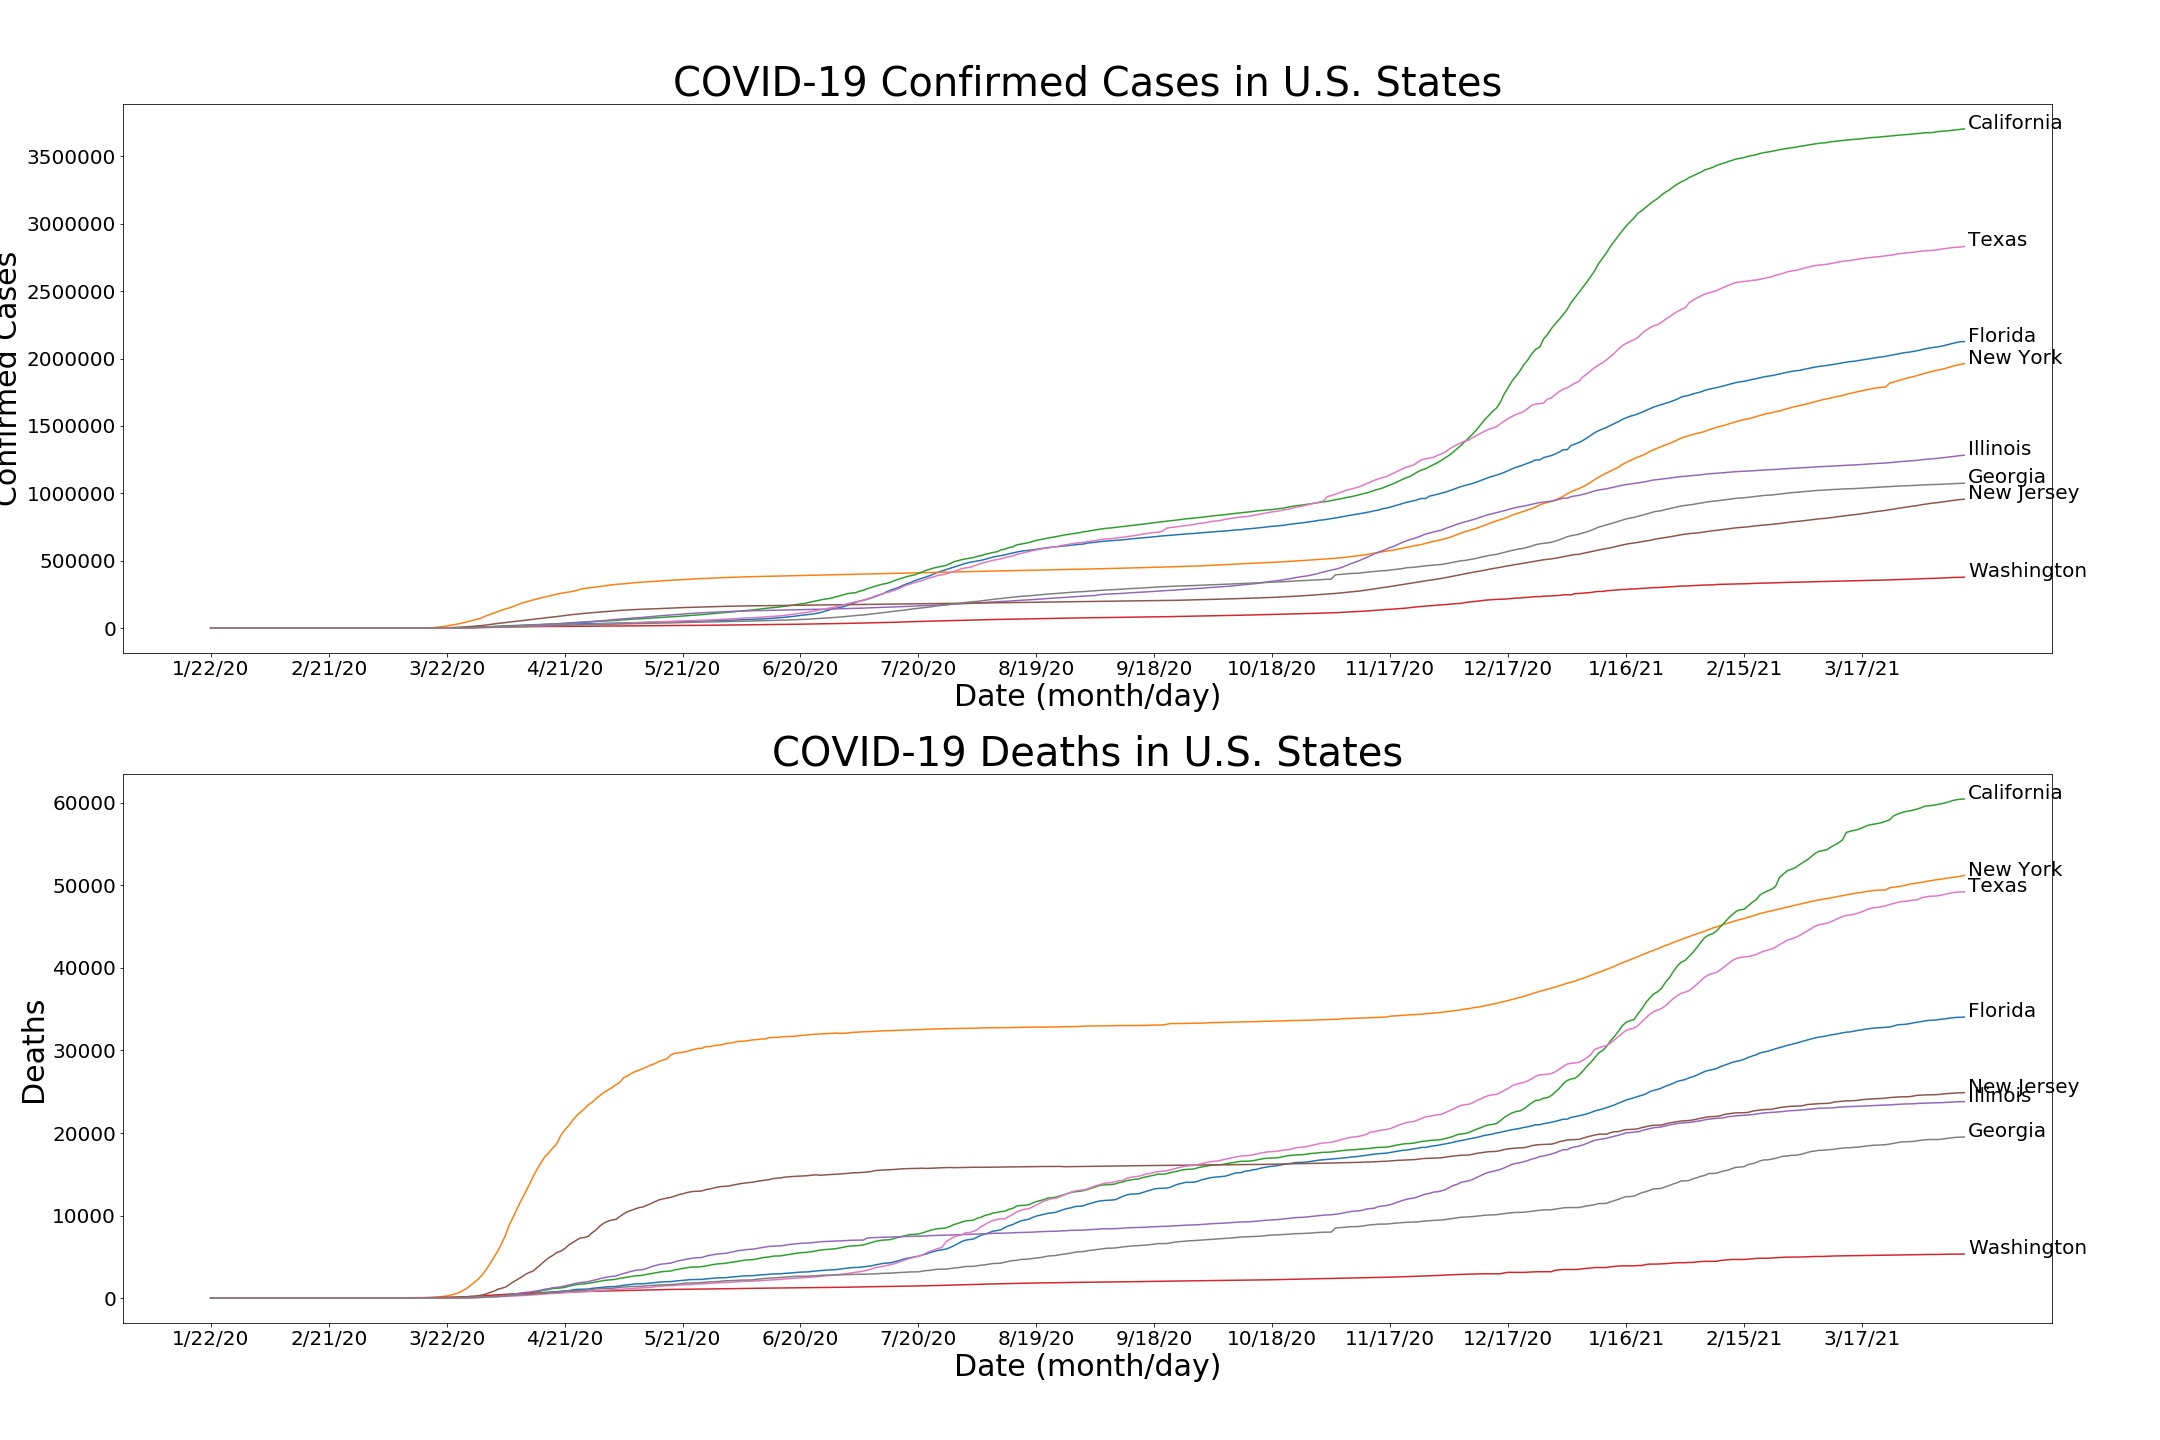 COVID-19 Confirmed Cases in U.S. States
Confirmed Cases
3500000
3000000
2500000
2000000
1500000
1000000
500000
0
California
Texas
Florida
New York
Illinois
Georgia
New Jersey
Washington
1/22/20 2/21/20 3/22/20 4/21/20 5/21/20 6/20/20 7/20/20 8/19/20 9/18/20 10/18/20 11/17/20 12/17/20 1/16/21 2/15/21 3/17/21
Date (month/day)
COVID-19 Deaths in U.S. States
Deaths
60000
50000
40000
30000
20000
10000
0
California
New York
Texas
Florida
New Jersey
Illinois
Georgia
Washington
1/22/20 2/21/20 3/22/20 4/21/20 5/21/20 6/20/20 7/20/20 8/19/20 9/18/20 10/18/20 11/17/20 12/17/20 1/16/21 2/15/21 3/17/21
Date (month/day)